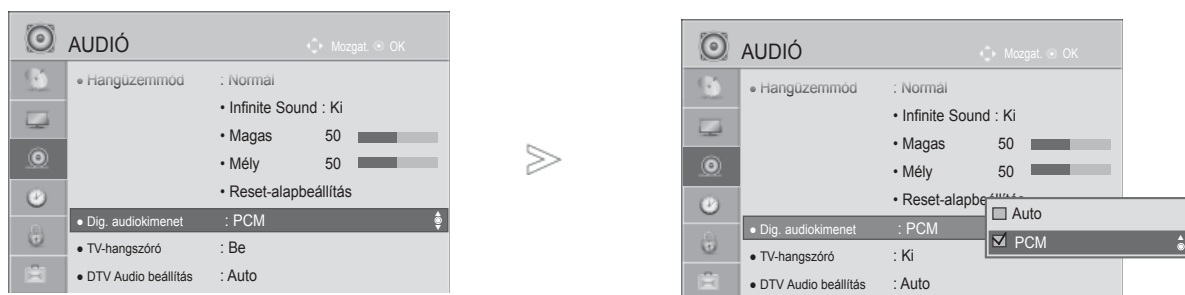 AUDIÓ Mozgat. OK
• Hangüzemmód : Normál
• Infinite Sound : Ki
• Magas 50
• Mély 50
• Reset-alapbeállítás
• Dig. audiokimenet : PCM
• TV-hangszóró : Be
• DTV Audio beállítás : Auto
AUDIÓ Mozgat. OK
• Hangüzemmód : Normál
• Infinite Sound : Ki
• Magas 50
• Mély 50
• Reset-alapbeállítás
• Dig. audiokimenet : PCM
• TV-hangszóró : Ki
• DTV Audio beállítás : Auto
Auto
PCM